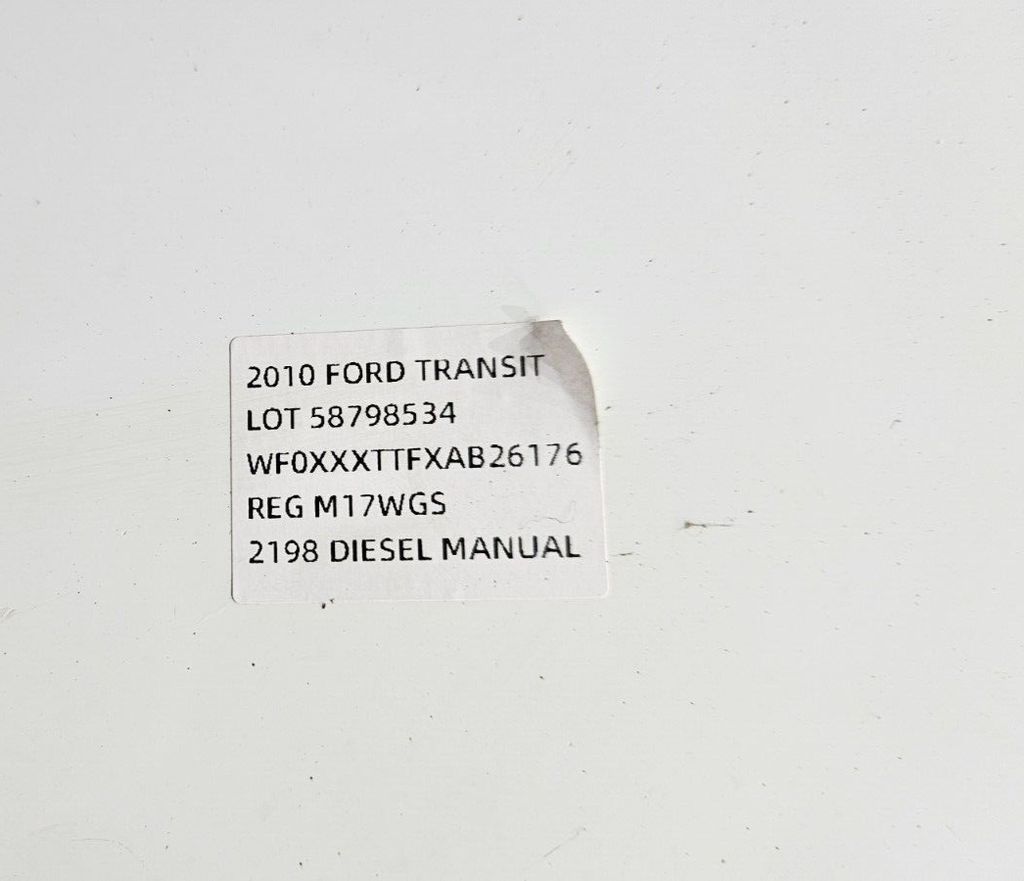 2010 FORD TRANSIT
LOT 58798534
WF0XXXTTFXAB26176
REG M17WGS
2198 DIESEL MANUAL